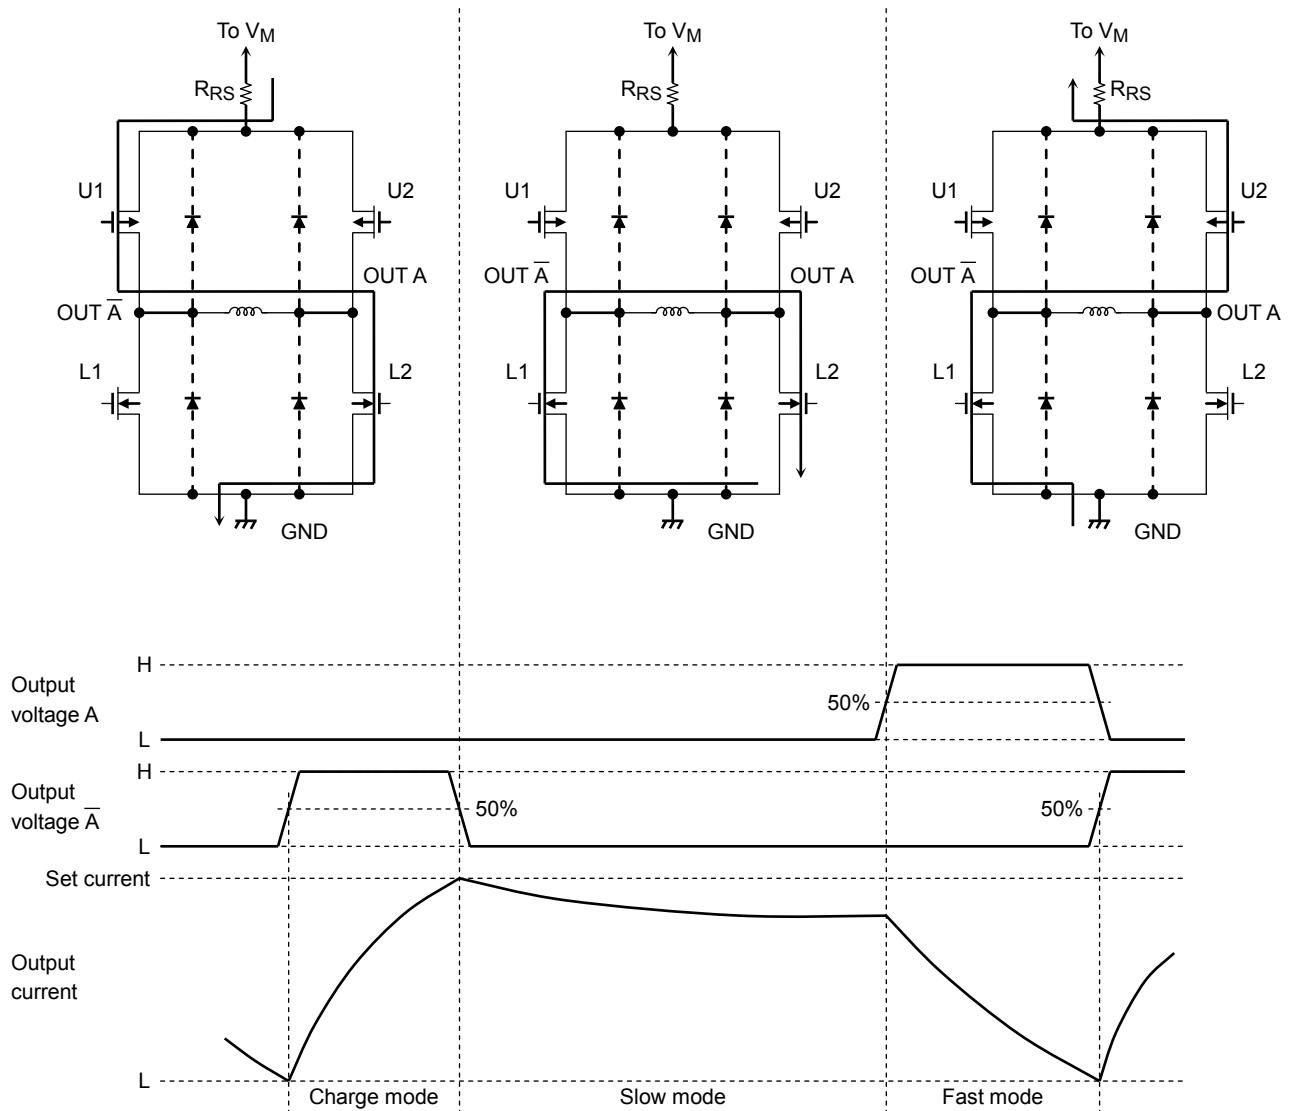 To VM
RRS
U1
U2
OUT A
OUT A̅
L1
L2
GND
To VM
RRS
U1
U2
OUT A̅
OUT A
L1
L2
GND
To VM
RRS
U1
U2
OUT A̅
OUT A
L1
L2
GND
Output
voltage A
H
50%
L
Output
voltage A̅
H
50%
50%
L
Set current
Output
current
L
Charge mode
Slow mode
Fast mode